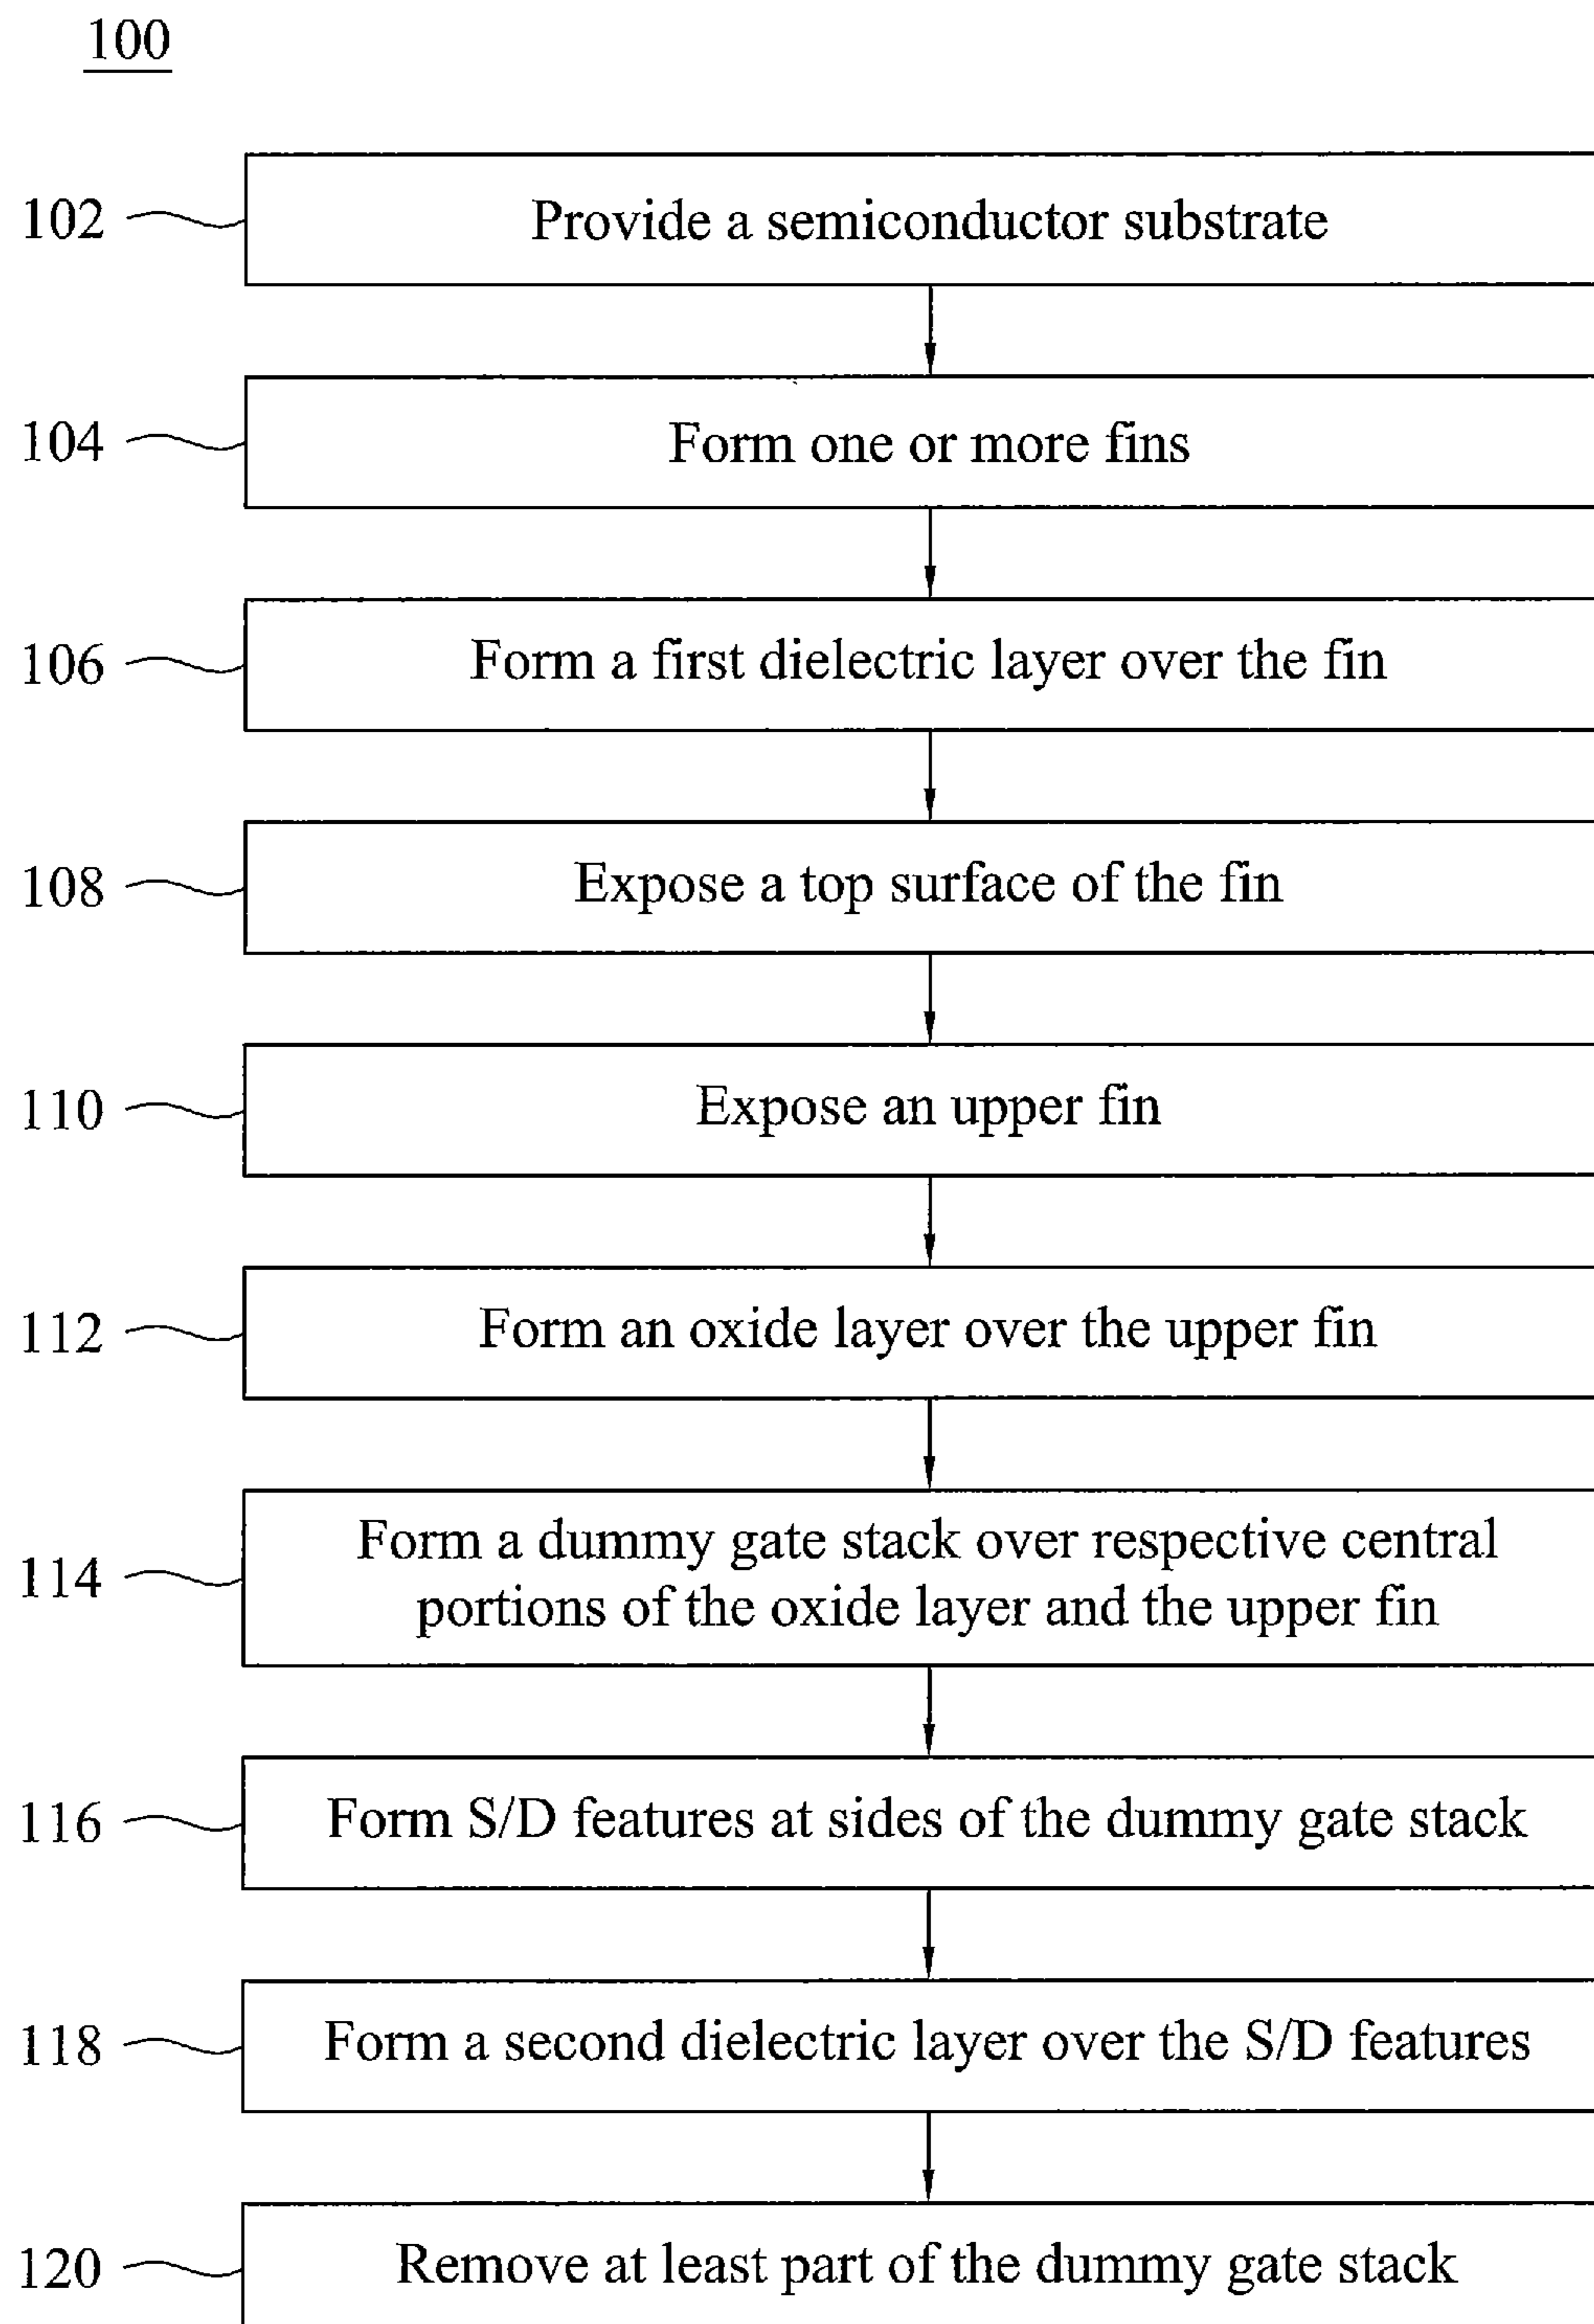 100
102 Provide a semiconductor substrate
104 Form one or more fins
106 Form a first dielectric layer over the fin
108 Expose a top surface of the fin
110 Expose an upper fin
112 Form an oxide layer over the upper fin
114 Form a dummy gate stack over respective central
portions of the oxide layer and the upper fin
116 Form S/D features at sides of the dummy gate stack
118 Form a second dielectric layer over the S/D features
120 Remove at least part of the dummy gate stack